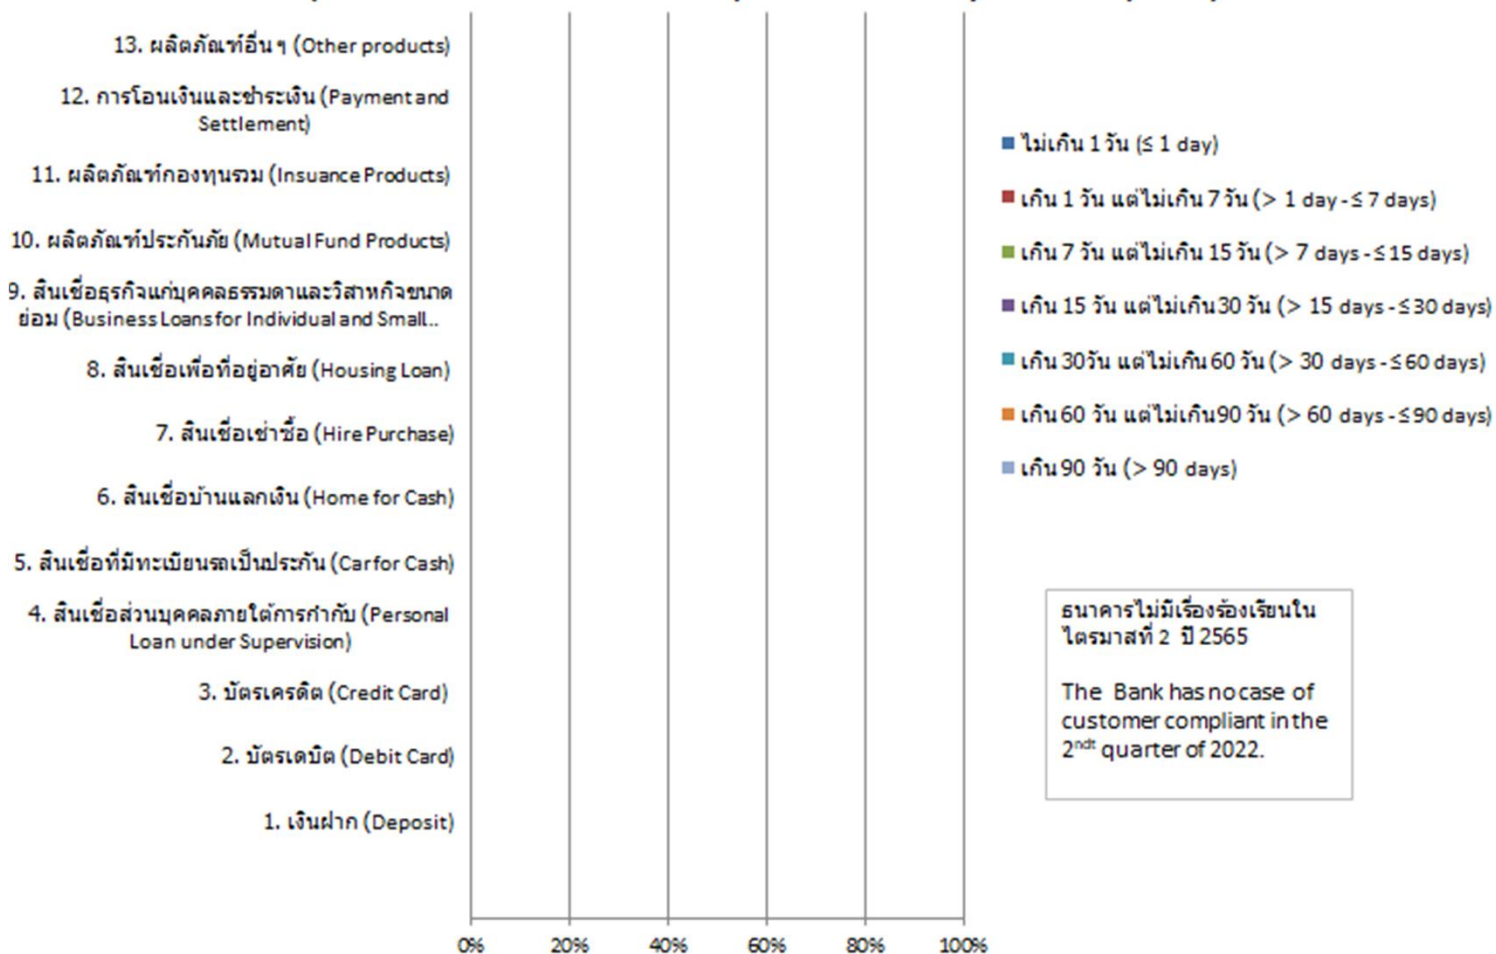 13. ผลิตภัณฑ์อื่น ๆ (Other products)
12. การโอนเงินและชำระเงิน (Payment and
Settlement)
11. ผลิตภัณฑ์กองทุนรวม (Insuance Products)
10. ผลิตภัณฑ์ประกันภัย (Mutual Fund Products)
9. สินเชื่อธุรกิจแก่บุคคลธรรมดาและวิสาหกิจขนาด
ย่อม (Business Loans for Individual and Small..
8. สินเชื่อเพื่อที่อยู่อาศัย (Housing Loan)
7. สินเชื่อเช่าซื้อ (Hire Purchase)
6. สินเชื่อบ้านแลกเงิน (Home for Cash)
5. สินเชื่อที่มีทะเบียนรถเป็นประกัน (Car for Cash)
4. สินเชื่อส่วนบุคคลภายใต้การกำกับ (Personal
Loan under Supervision)
3. บัตรเครดิต (Credit Card)
2. บัตรเดบิต (Debit Card)
1. เงินฝาก (Deposit)
0% 20% 40% 60% 80% 100%
ไม่เกิน 1 วัน (≤ 1 day)
เกิน 1 วัน แต่ไม่เกิน 7 วัน (> 1 day - ≤ 7 days)
เกิน 7 วัน แต่ไม่เกิน 15 วัน (> 7 days - ≤ 15 days)
เกิน 15 วัน แต่ไม่เกิน 30 วัน (> 15 days - ≤ 30 days)
เกิน 30 วัน แต่ไม่เกิน 60 วัน (> 30 days - ≤ 60 days)
เกิน 60 วัน แต่ไม่เกิน 90 วัน (> 60 days - ≤ 90 days)
เกิน 90 วัน (> 90 days)
ธนาคารไม่มีเรื่องร้องเรียนใน
ไตรมาสที่ 2 ปี 2565
The Bank has no case of
customer compliant in the
2ndt quarter of 2022.